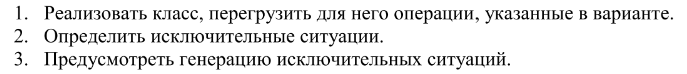 1. Реализовать класс, перегрузить для него операции, указанные в варианте.
2. Определить исключительные ситуации.
3. Предусмотреть генерацию исключительных ситуаций.